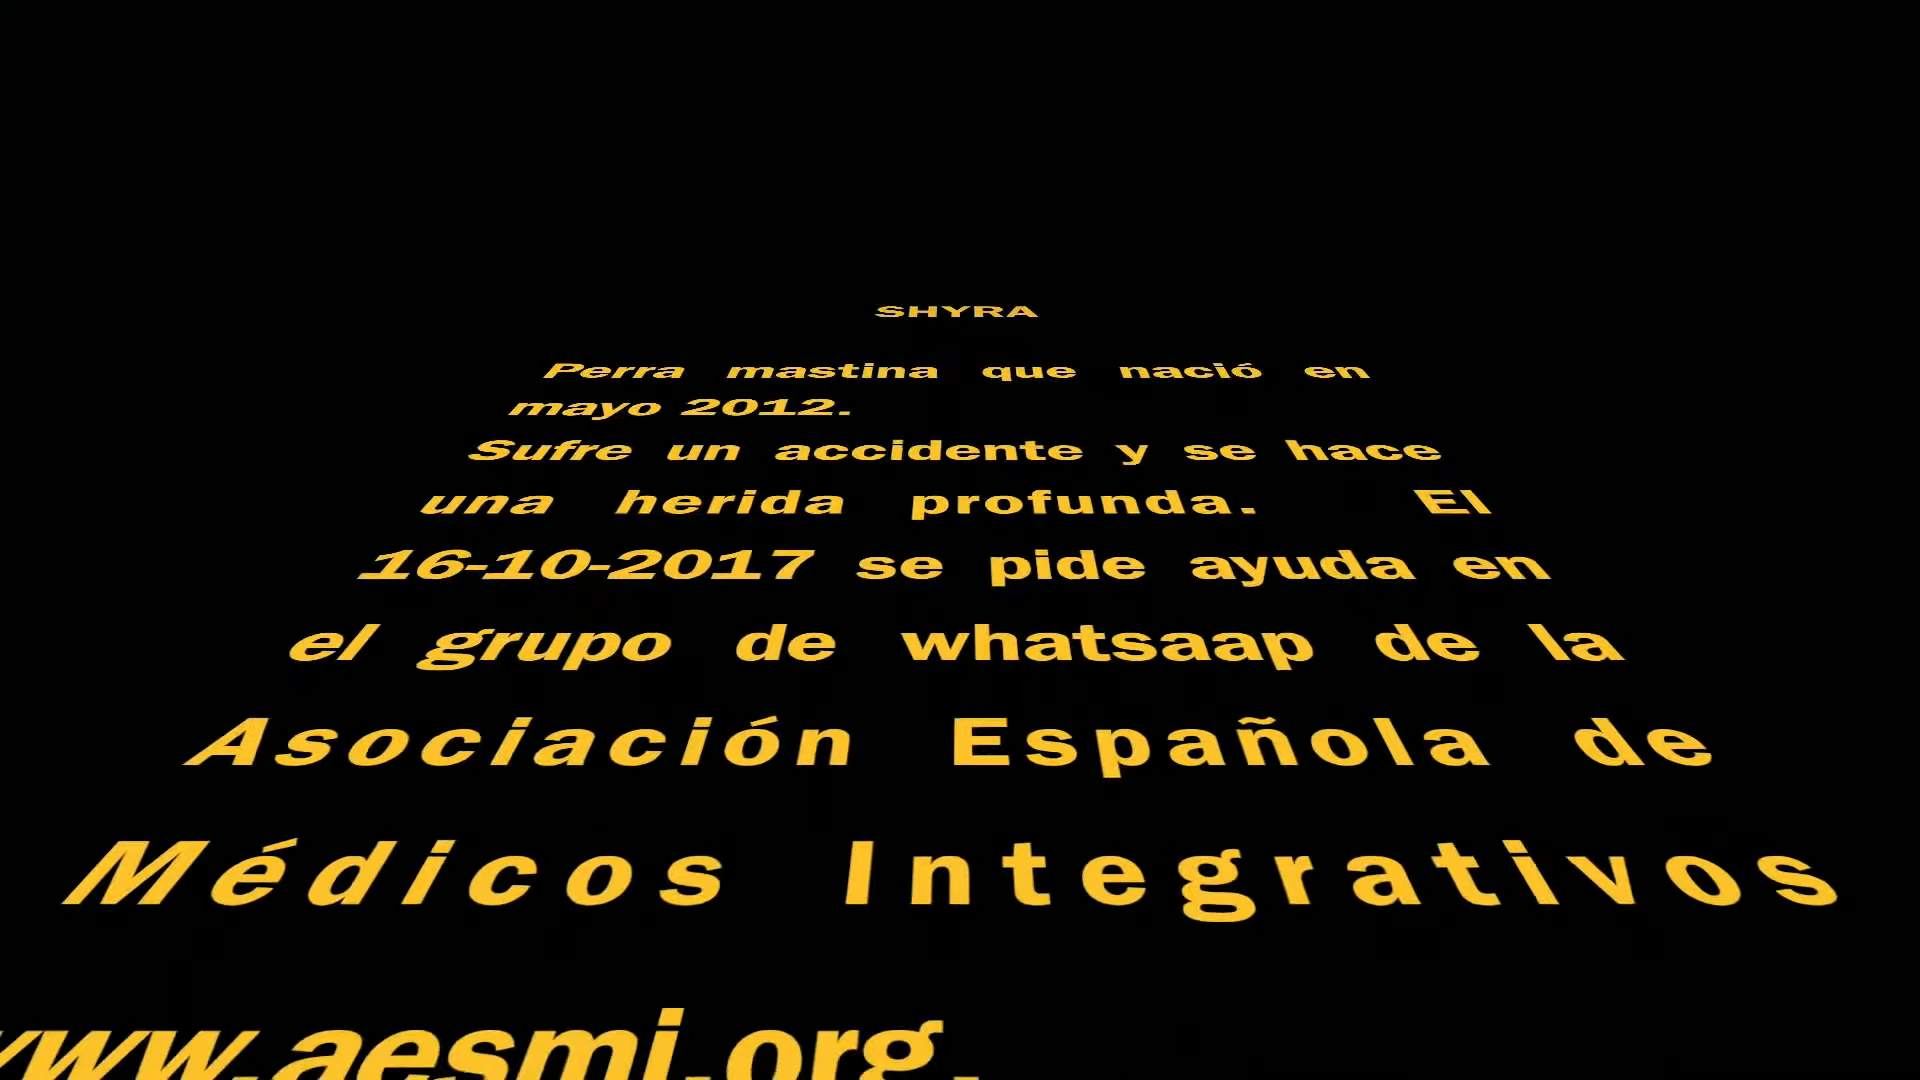 SHYRA
Perra mastina que nació en
mayo 2012.
Sufre un accidente y se hace
una herida profunda. El
16-10-2017 se pide ayuda en
el grupo de whatsaap de la
Asociación Española de
Médicos Integrativos
www.aesmi.org.